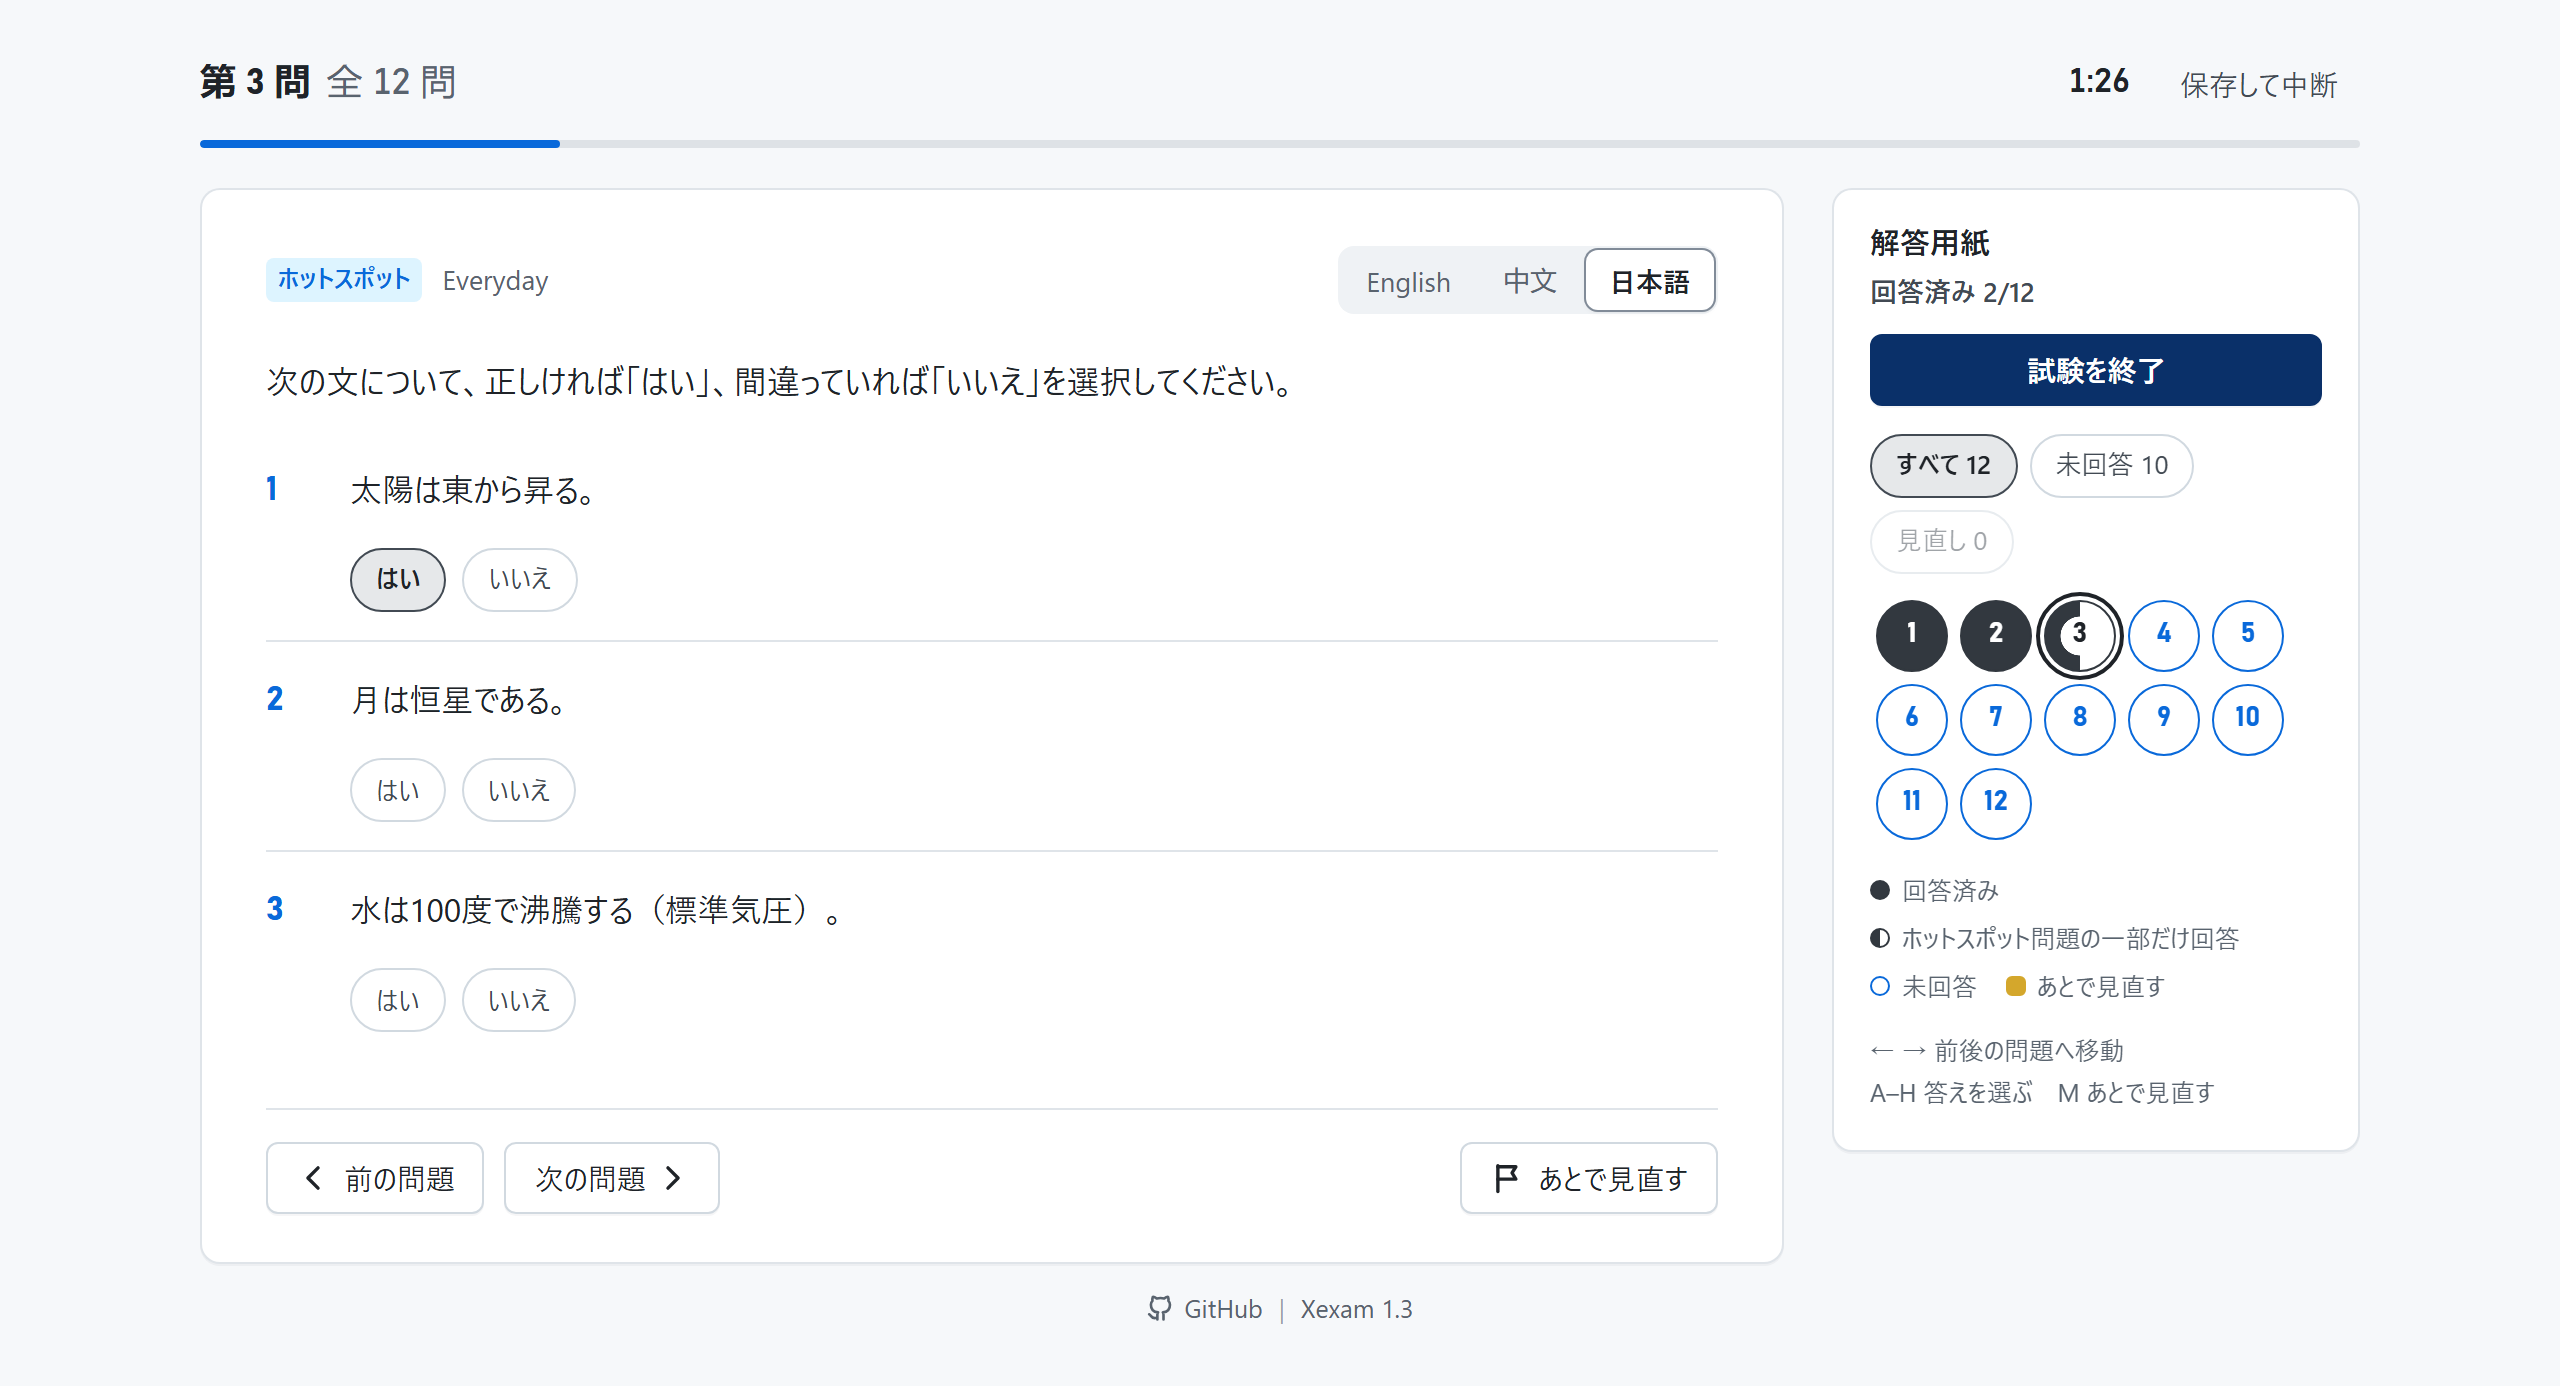 第 3 問 全 12 問
1:26 保存して中断
ホットスポット Everyday
English 中文 日本語
次の文について、正しければ「はい」、間違っていれば「いいえ」を選択してください。
1 太陽は東から昇る。
はい いいえ
2 月は恒星である。
はい いいえ
3 水は100度で沸騰する（標準気圧）。
はい いいえ
前の問題 次の問題 あとで見直す
解答用紙
回答済み 2/12
試験を終了
すべて 12 未回答 10
見直し 0
1 2 3 4 5
6 7 8 9 10
11 12
回答済み
ホットスポット問題の一部だけ回答
未回答 あとで見直す
← → 前後の問題へ移動
A–H 答えを選ぶ M あとで見直す
GitHub | Xexam 1.3